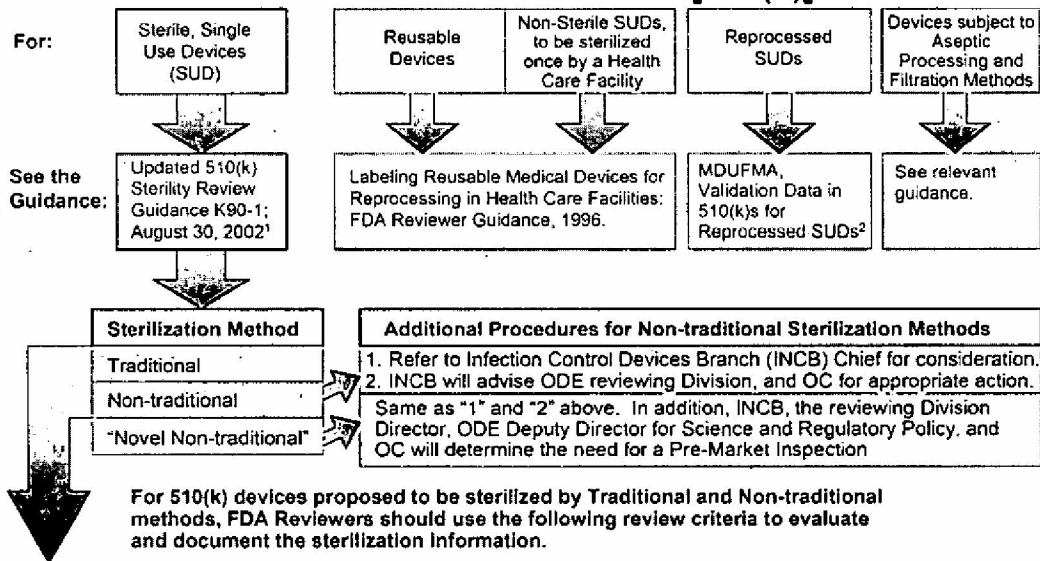 For:
Sterile, Single
Use Devices
(SUD)
Reusable
Devices
Non-Sterile SUDs,
to be sterilized
once by a Health
Care Facility
Reprocessed
SUDs
Devices subject to
Aseptic
Processing and
Filtration Methods
See the
Guidance:
Updated 510(k)
Sterility Review
Guidance K90-1;
August 30, 2002¹
Labeling Reusable Medical Devices for
Reprocessing in Health Care Facilities:
FDA Reviewer Guidance, 1996.
MDUFMA,
Validation Data in
510(k)s for
Reprocessed SUDs²
See relevant
guidance.
Sterilization Method
Traditional
Non-traditional
"Novel Non-traditional"
Additional Procedures for Non-traditional Sterilization Methods
1. Refer to Infection Control Devices Branch (INCB) Chief for consideration.
2. INCB will advise ODE reviewing Division, and OC for appropriate action.
Same as "1" and "2" above. In addition, INCB, the reviewing Division
Director, ODE Deputy Director for Science and Regulatory Policy, and
OC will determine the need for a Pre-Market Inspection
For 510(k) devices proposed to be sterilized by Traditional and Non-traditional
methods, FDA Reviewers should use the following review criteria to evaluate
and document the sterilization information.